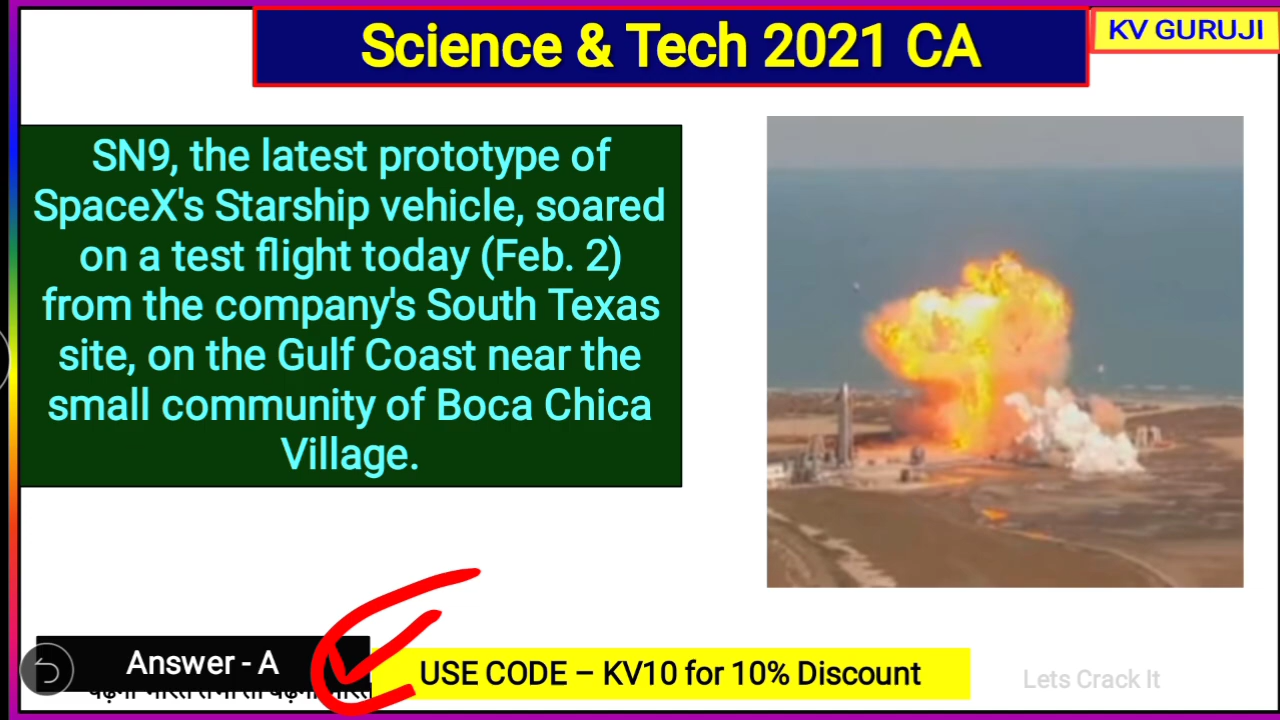 Science & Tech 2021 CA
KV GURUJI
SN9, the latest prototype of
SpaceX's Starship vehicle, soared
on a test flight today (Feb. 2)
from the company's South Texas
site, on the Gulf Coast near the
small community of Boca Chica
Village.
Answer - A
USE CODE – KV10 for 10% Discount
Lets Crack It